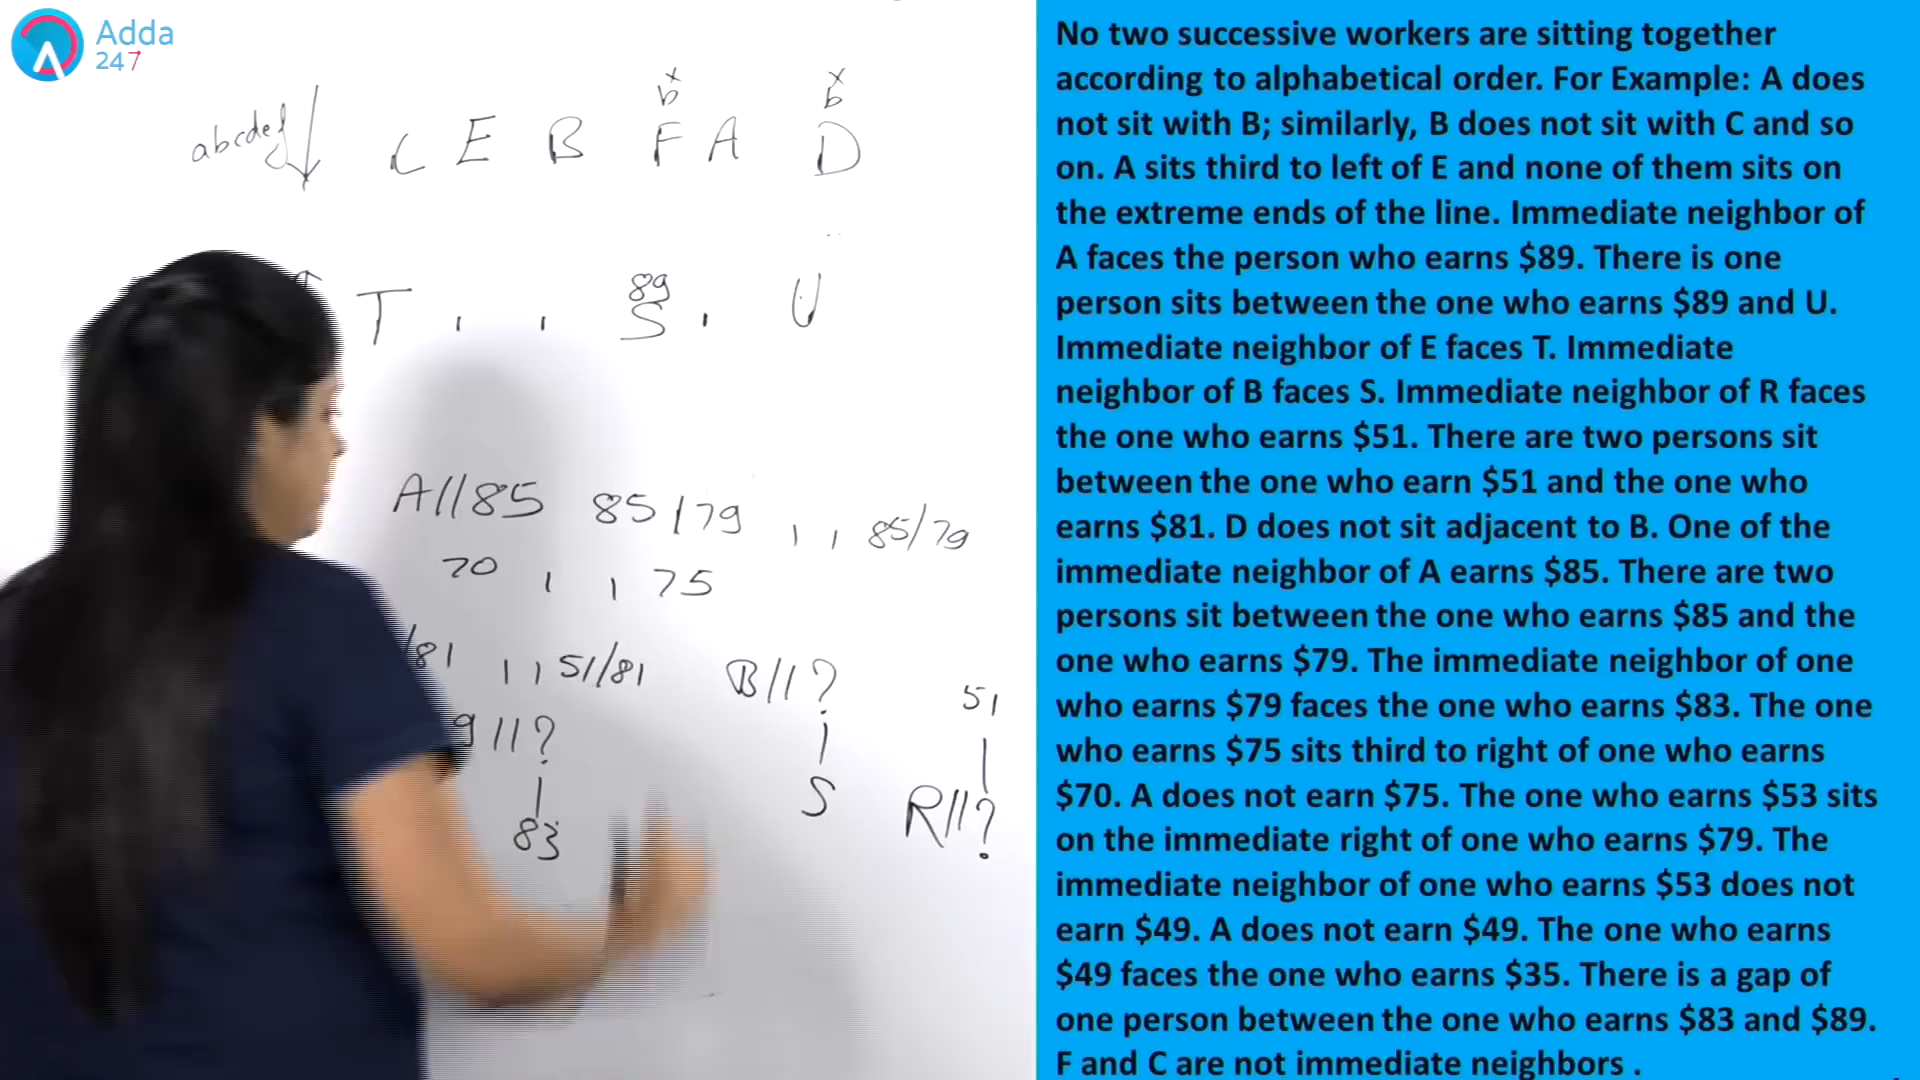 Adda
247
x x
b b
abcdef C E B F A D
89
T S U
A//85 85/79 , , 85/79
70 , , 75
/81 , , 51//81 B//? 51
9//? S R//?
83
No two successive workers are sitting together
according to alphabetical order. For Example: A does
not sit with B; similarly, B does not sit with C and so
on. A sits third to left of E and none of them sits on
the extreme ends of the line. Immediate neighbor of
A faces the person who earns $89. There is one
person sits between the one who earns $89 and U.
Immediate neighbor of E faces T. Immediate
neighbor of B faces S. Immediate neighbor of R faces
the one who earns $51. There are two persons sit
between the one who earn $51 and the one who
earns $81. D does not sit adjacent to B. One of the
immediate neighbor of A earns $85. There are two
persons sit between the one who earns $85 and the
one who earns $79. The immediate neighbor of one
who earns $79 faces the one who earns $83. The one
who earns $75 sits third to right of one who earns
$70. A does not earn $75. The one who earns $53 sits
on the immediate right of one who earns $79. The
immediate neighbor of one who earns $53 does not
earn $49. A does not earn $49. The one who earns
$49 faces the one who earns $35. There is a gap of
one person between the one who earns $83 and $89.
F and C are not immediate neighbors .